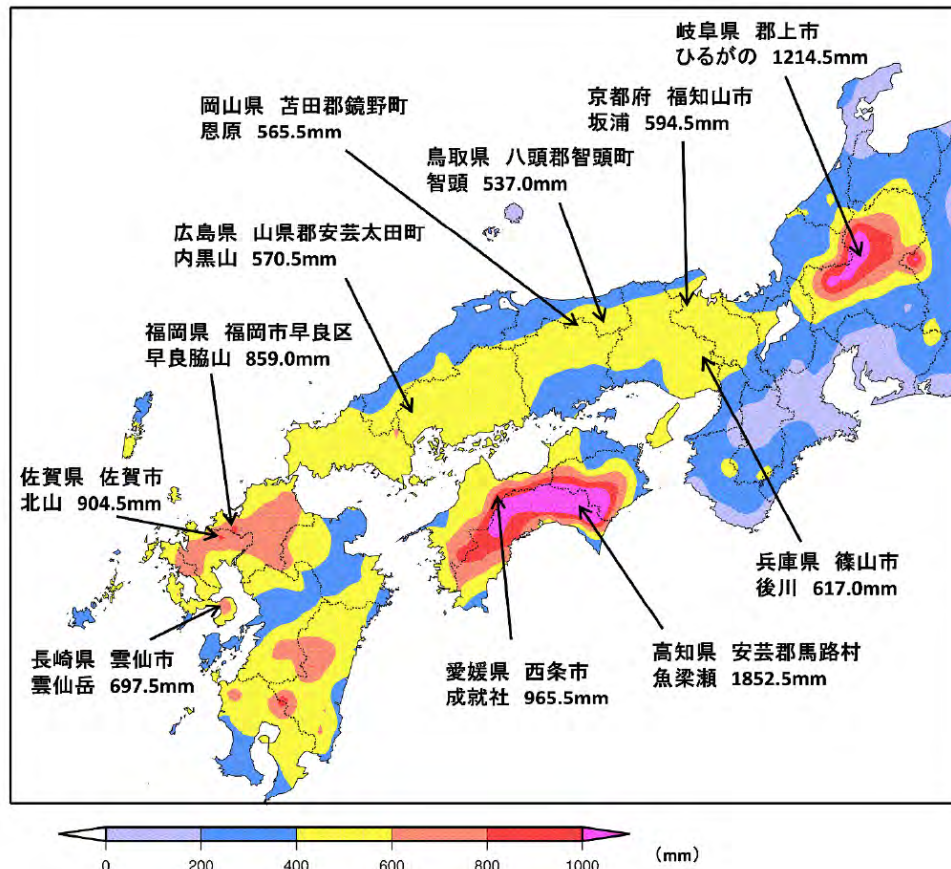 岐阜県 郡上市
ひるがの 1214.5mm
岡山県 苫田郡鏡野町
恩原 565.5mm
京都府 福知山市
坂浦 594.5mm
鳥取県 八頭郡智頭町
智頭 537.0mm
広島県 山県郡安芸太田町
内黒山 570.5mm
福岡県 福岡市早良区
早良脇山 859.0mm
佐賀県 佐賀市
北山 904.5mm
長崎県 雲仙市
雲仙岳 697.5mm
愛媛県 西条市
成就社 965.5mm
高知県 安芸郡馬路村
魚梁瀬 1852.5mm
兵庫県 篠山市
後川 617.0mm
0 200 400 600 800 1000 (mm)